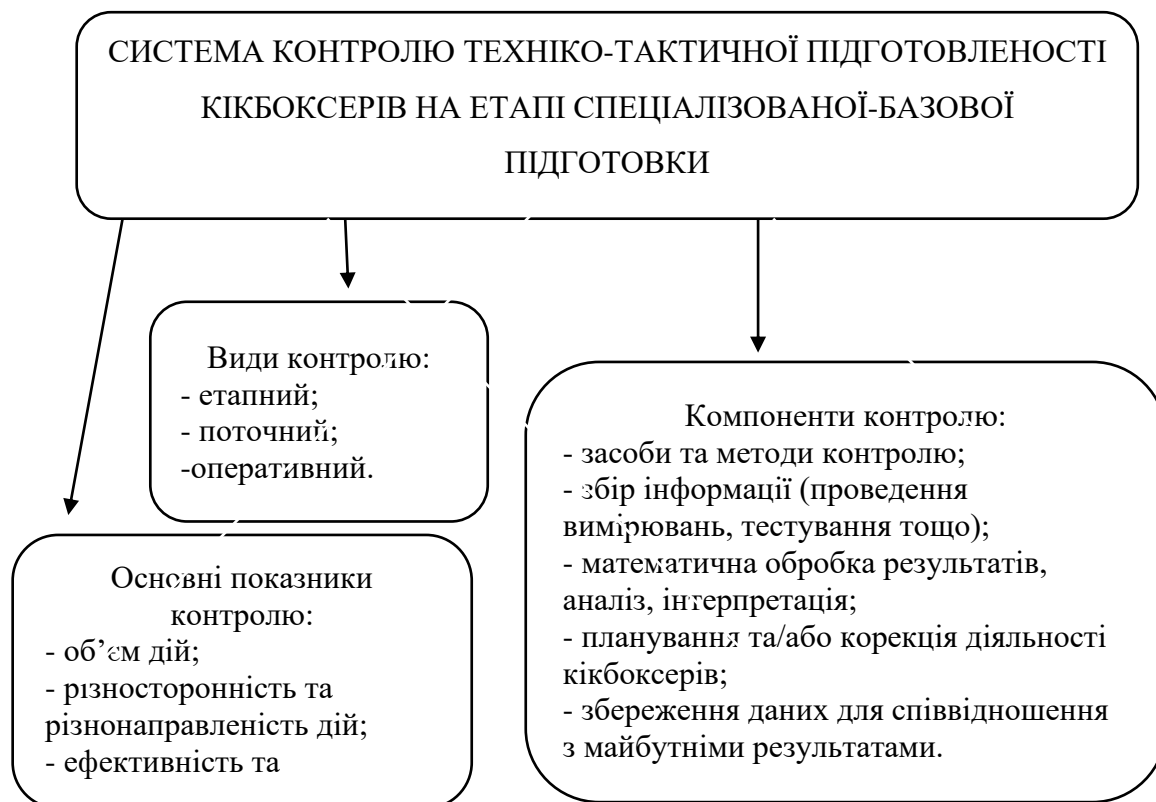 СИСТЕМА КОНТРОЛЮ ТЕХНІКО-ТАКТИЧНОЇ ПІДГОТОВЛЕНОСТІ
КІКБОКСЕРІВ НА ЕТАПІ СПЕЦІАЛІЗОВАНОЇ-БАЗОВОЇ
ПІДГОТОВКИ
Види контролю:
- етапний;
- поточний;
-оперативний.
Основні показники
контролю:
- об’єм дій;
- різносторонність та
різнонаправленість дій;
- ефективність та
Компоненти контролю:
- засоби та методи контролю;
- збір інформації (проведення
вимірювань, тестування тощо);
- математична обробка результатів,
аналіз, інтерпретація;
- планування та/або корекція діяльності
кікбоксерів;
- збереження даних для співвідношення
з майбутніми результатами.